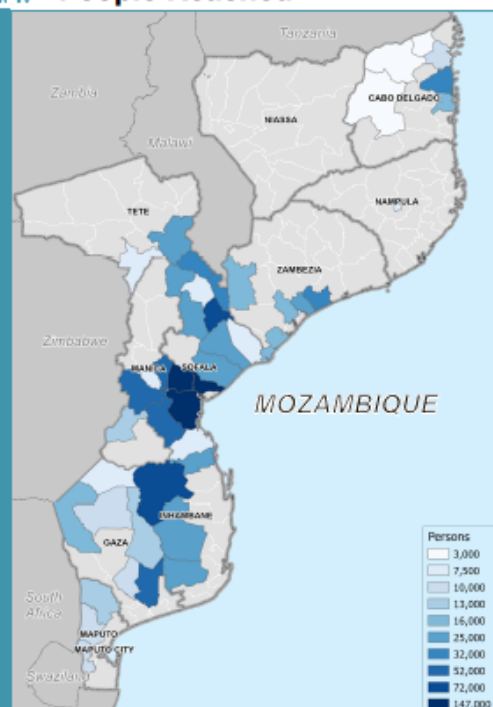 Tanzania
Zambia
CABO DELGADO
NIASSA
Malawi
NAMPULA
TETE
ZAMBEZIA
Zimbabwe
MANICA
SOFALA
MOZAMBIQUE
INHAMBANE
GAZA
South
Africa
MAPUTO
MAPUTO CITY
Swaziland
Persons
3,000
7,500
10,000
13,000
16,000
25,000
32,000
52,000
72,000
147,000